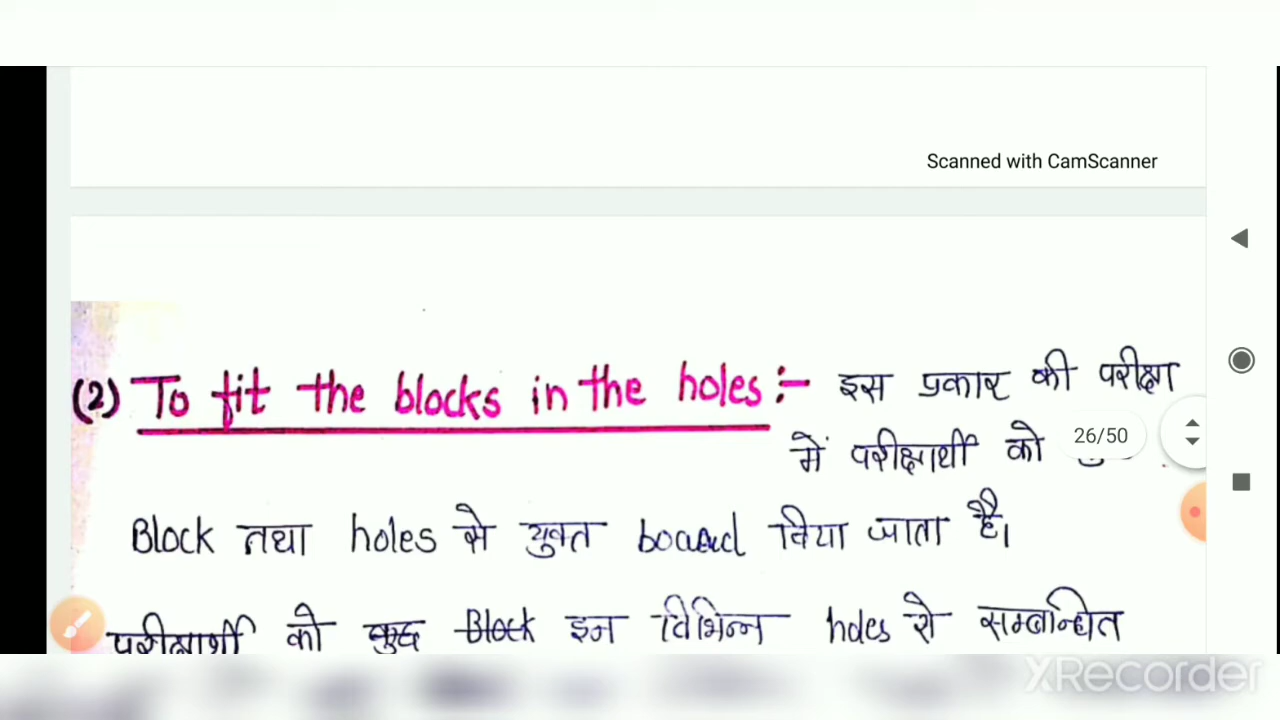 Scanned with CamScanner
(2) To fit the blocks in the holes :- इस प्रकार की परीक्षा
में परीक्षार्थी को
26/50
Block तथा holes से युक्त board दिया जाता है।
परीक्षार्थी को कुछ Block इन विभिन्न holes से सम्बन्धित
XRecorder